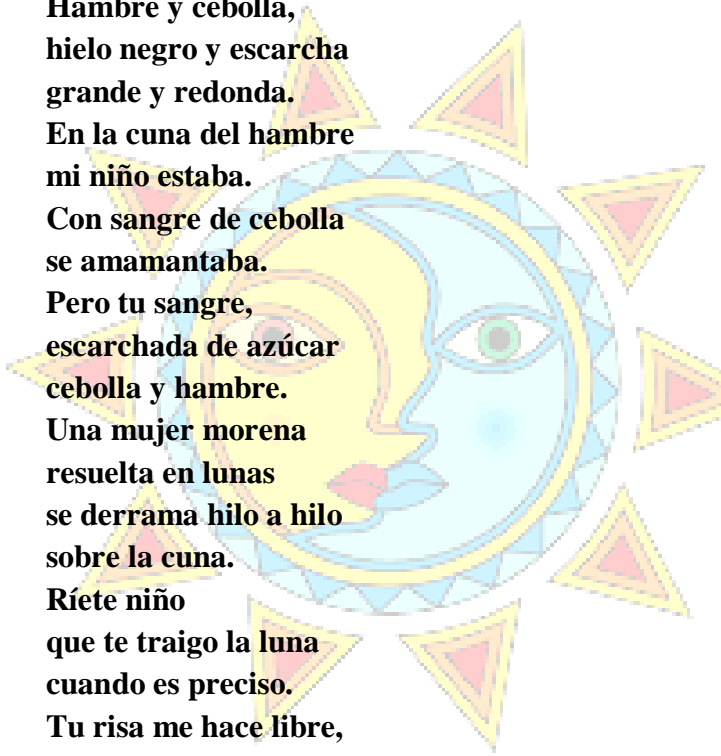 Hambre y cebolla,
hielo negro y escarcha
grande y redonda.
En la cuna del hambre
mi niño estaba.
Con sangre de cebolla
se amamantaba.
Pero tu sangre,
escarchada de azúcar
cebolla y hambre.
Una mujer morena
resuelta en lunas
se derrama hilo a hilo
sobre la cuna.
Ríete niño
que te traigo la luna
cuando es preciso.
Tu risa me hace libre,